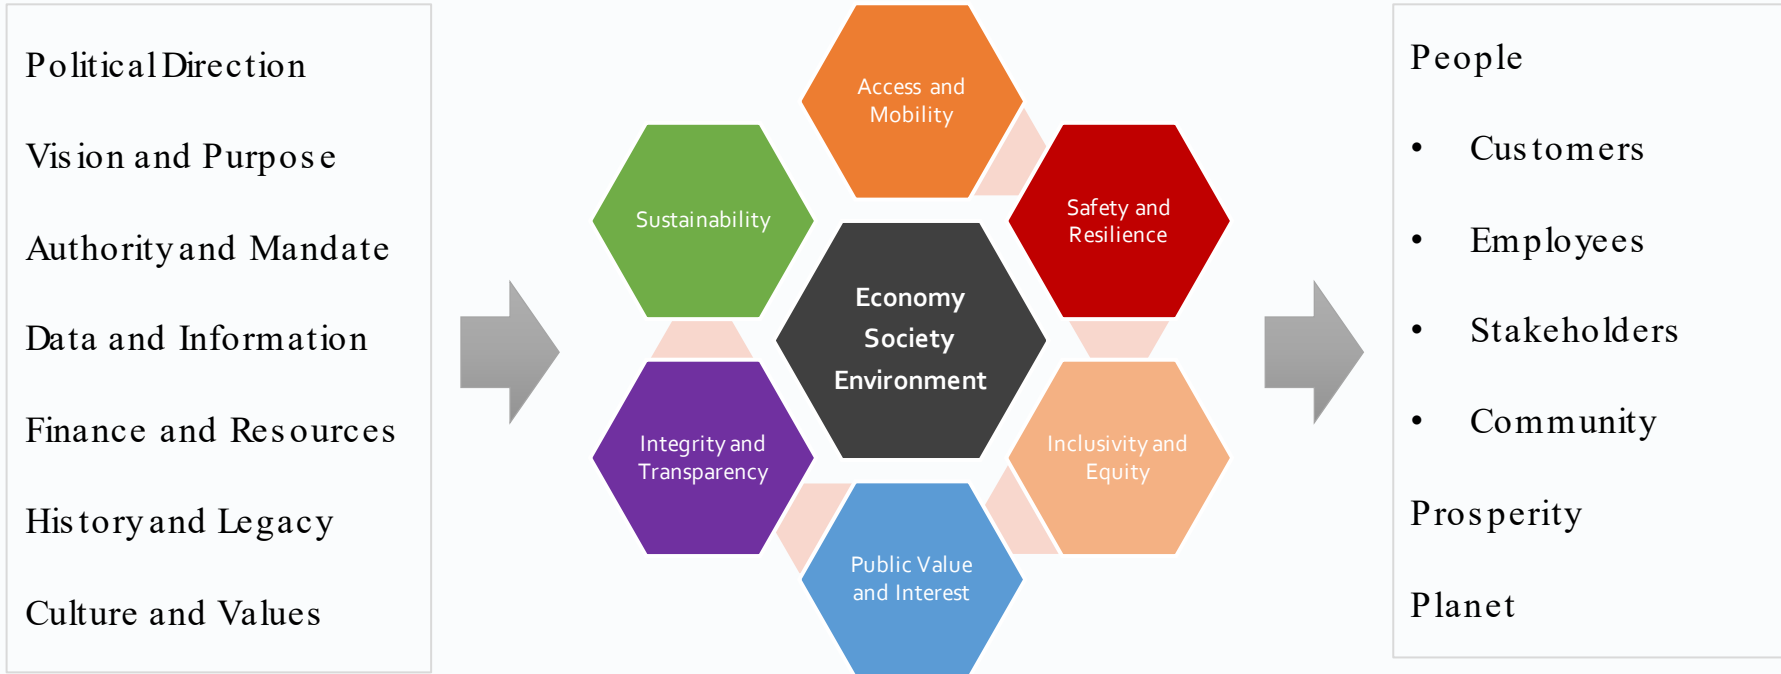 Political Direction
Vision and Purpose
Authority and Mandate
Data and Information
Finance and Resources
History and Legacy
Culture and Values
Access and
Mobility
Safety and
Resilience
Inclusivity and
Equity
Public Value
and Interest
Integrity and
Transparency
Sustainability
Economy
Society
Environment
People
• Customers
• Employees
• Stakeholders
• Community
Prosperity
Planet